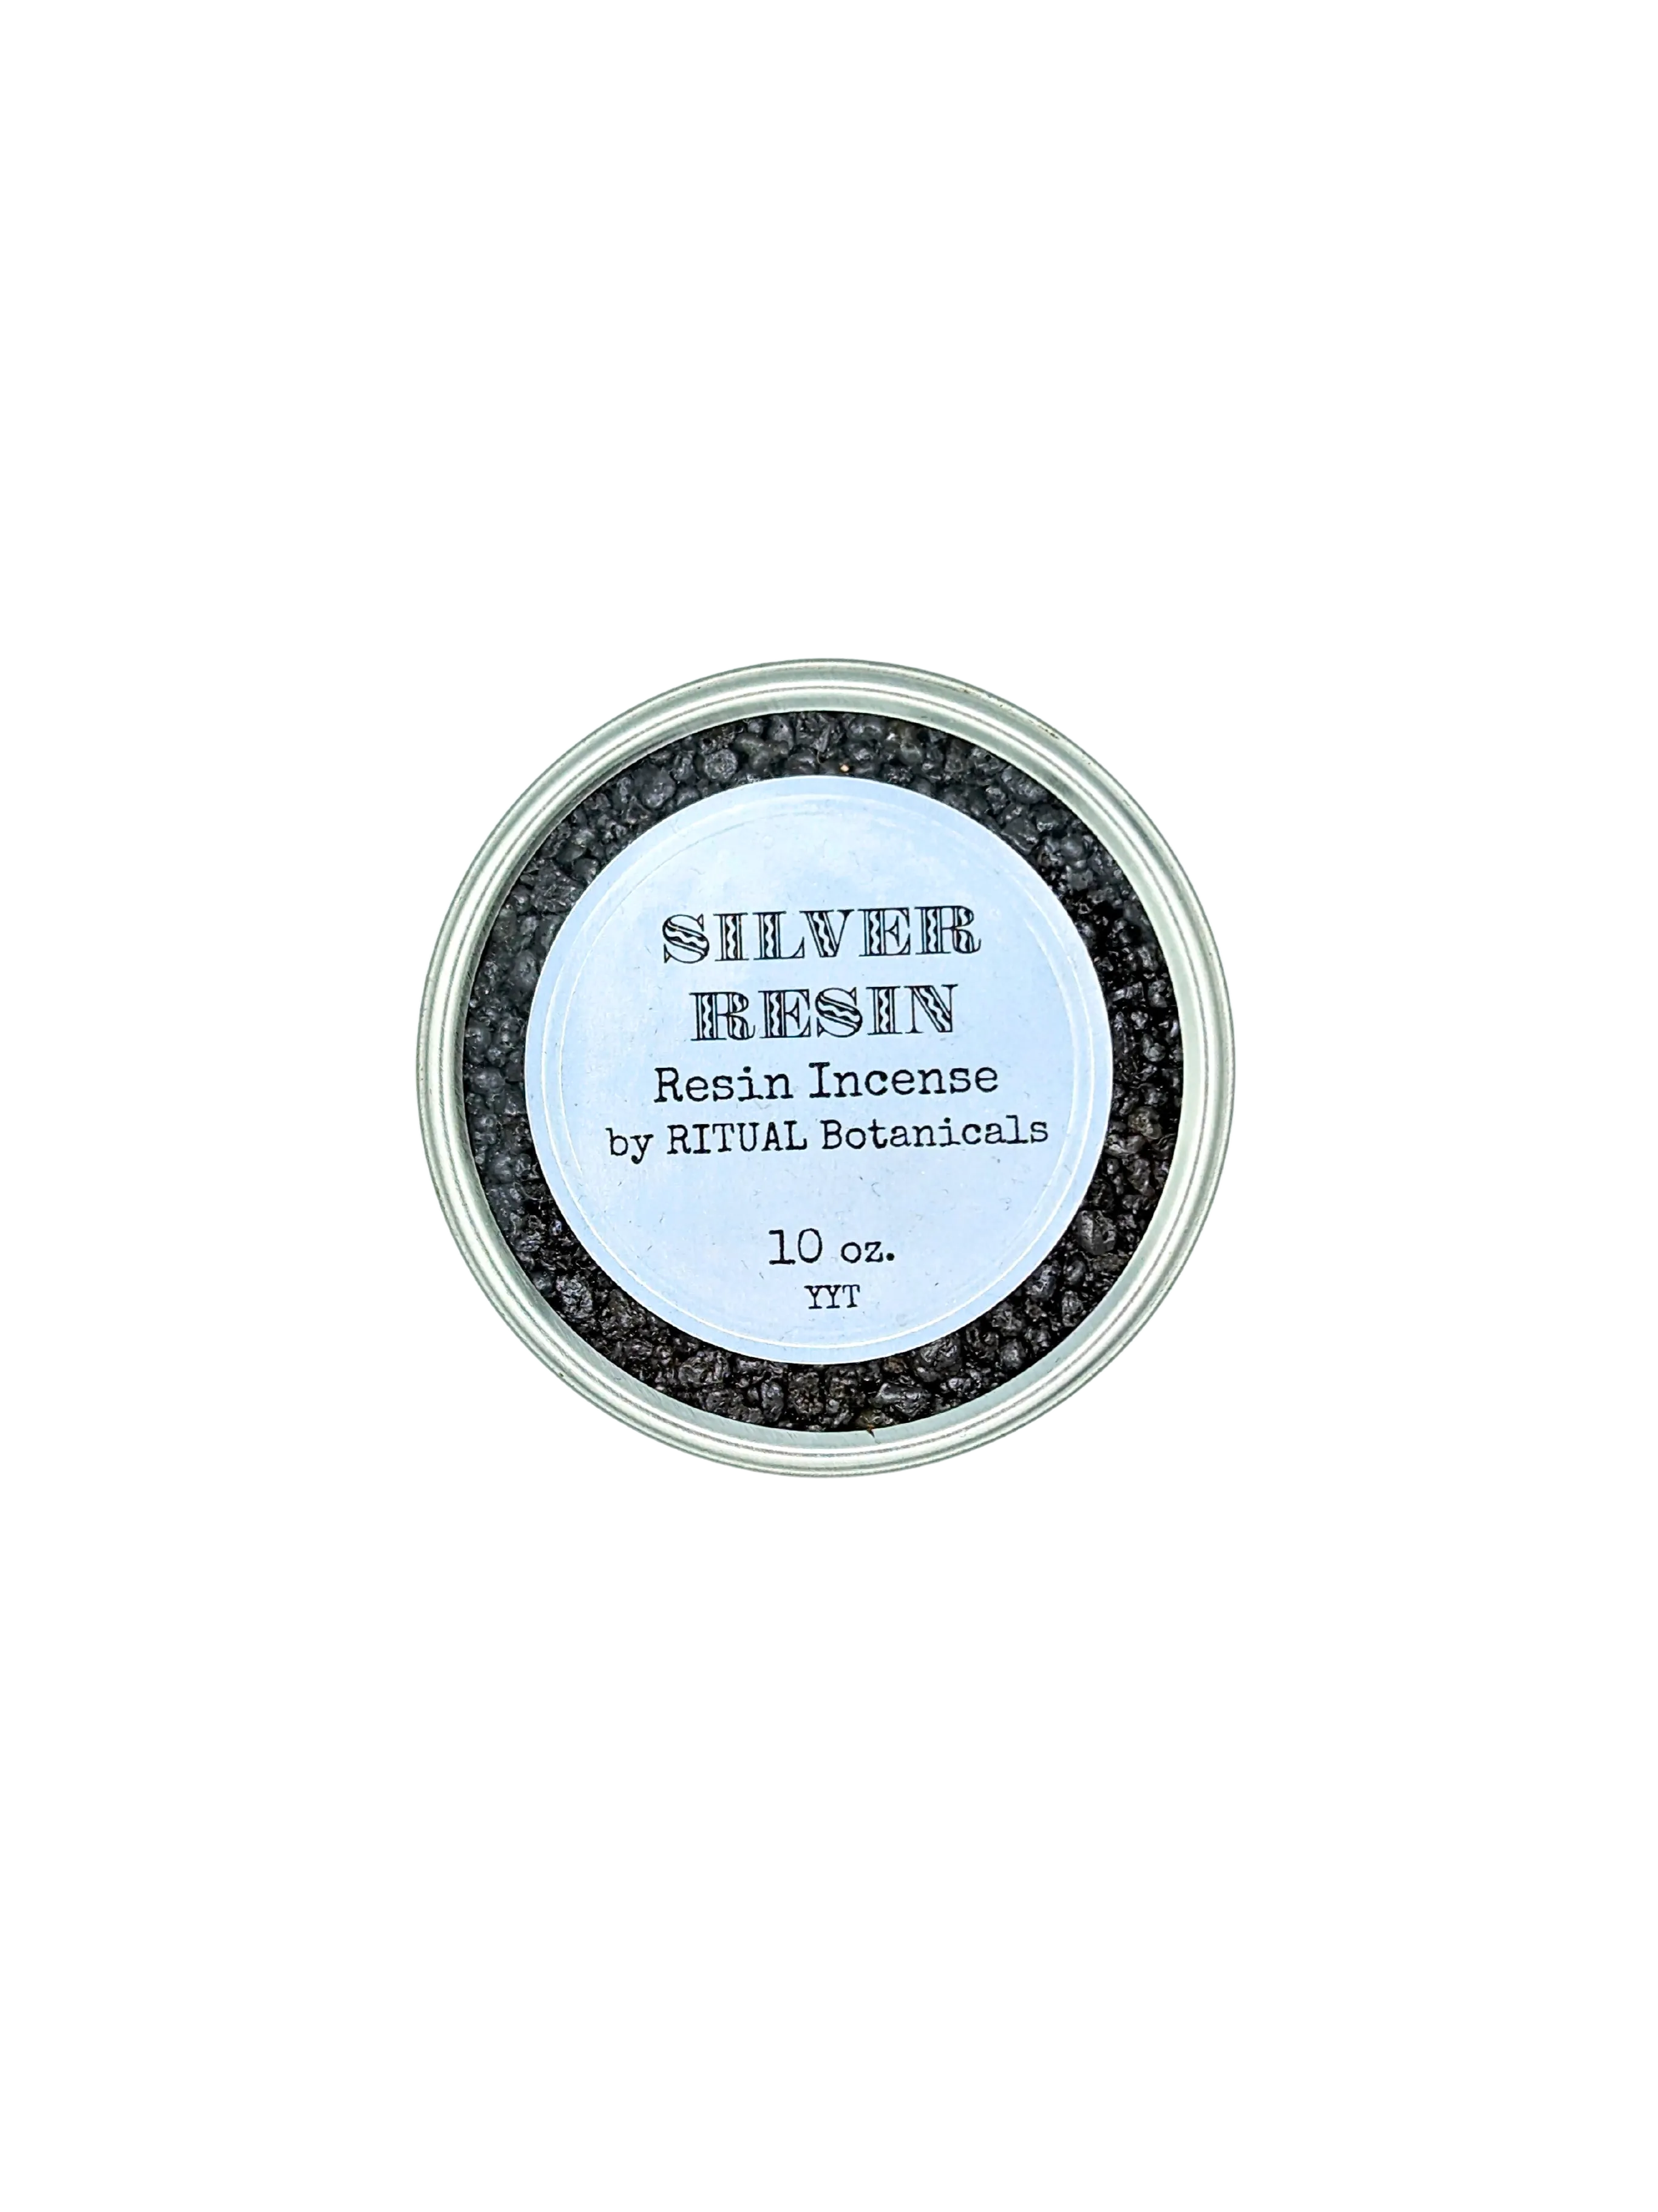 SILVER
RESIN
Resin Incense
by RITUAL Botanicals
10 oz.
YYT